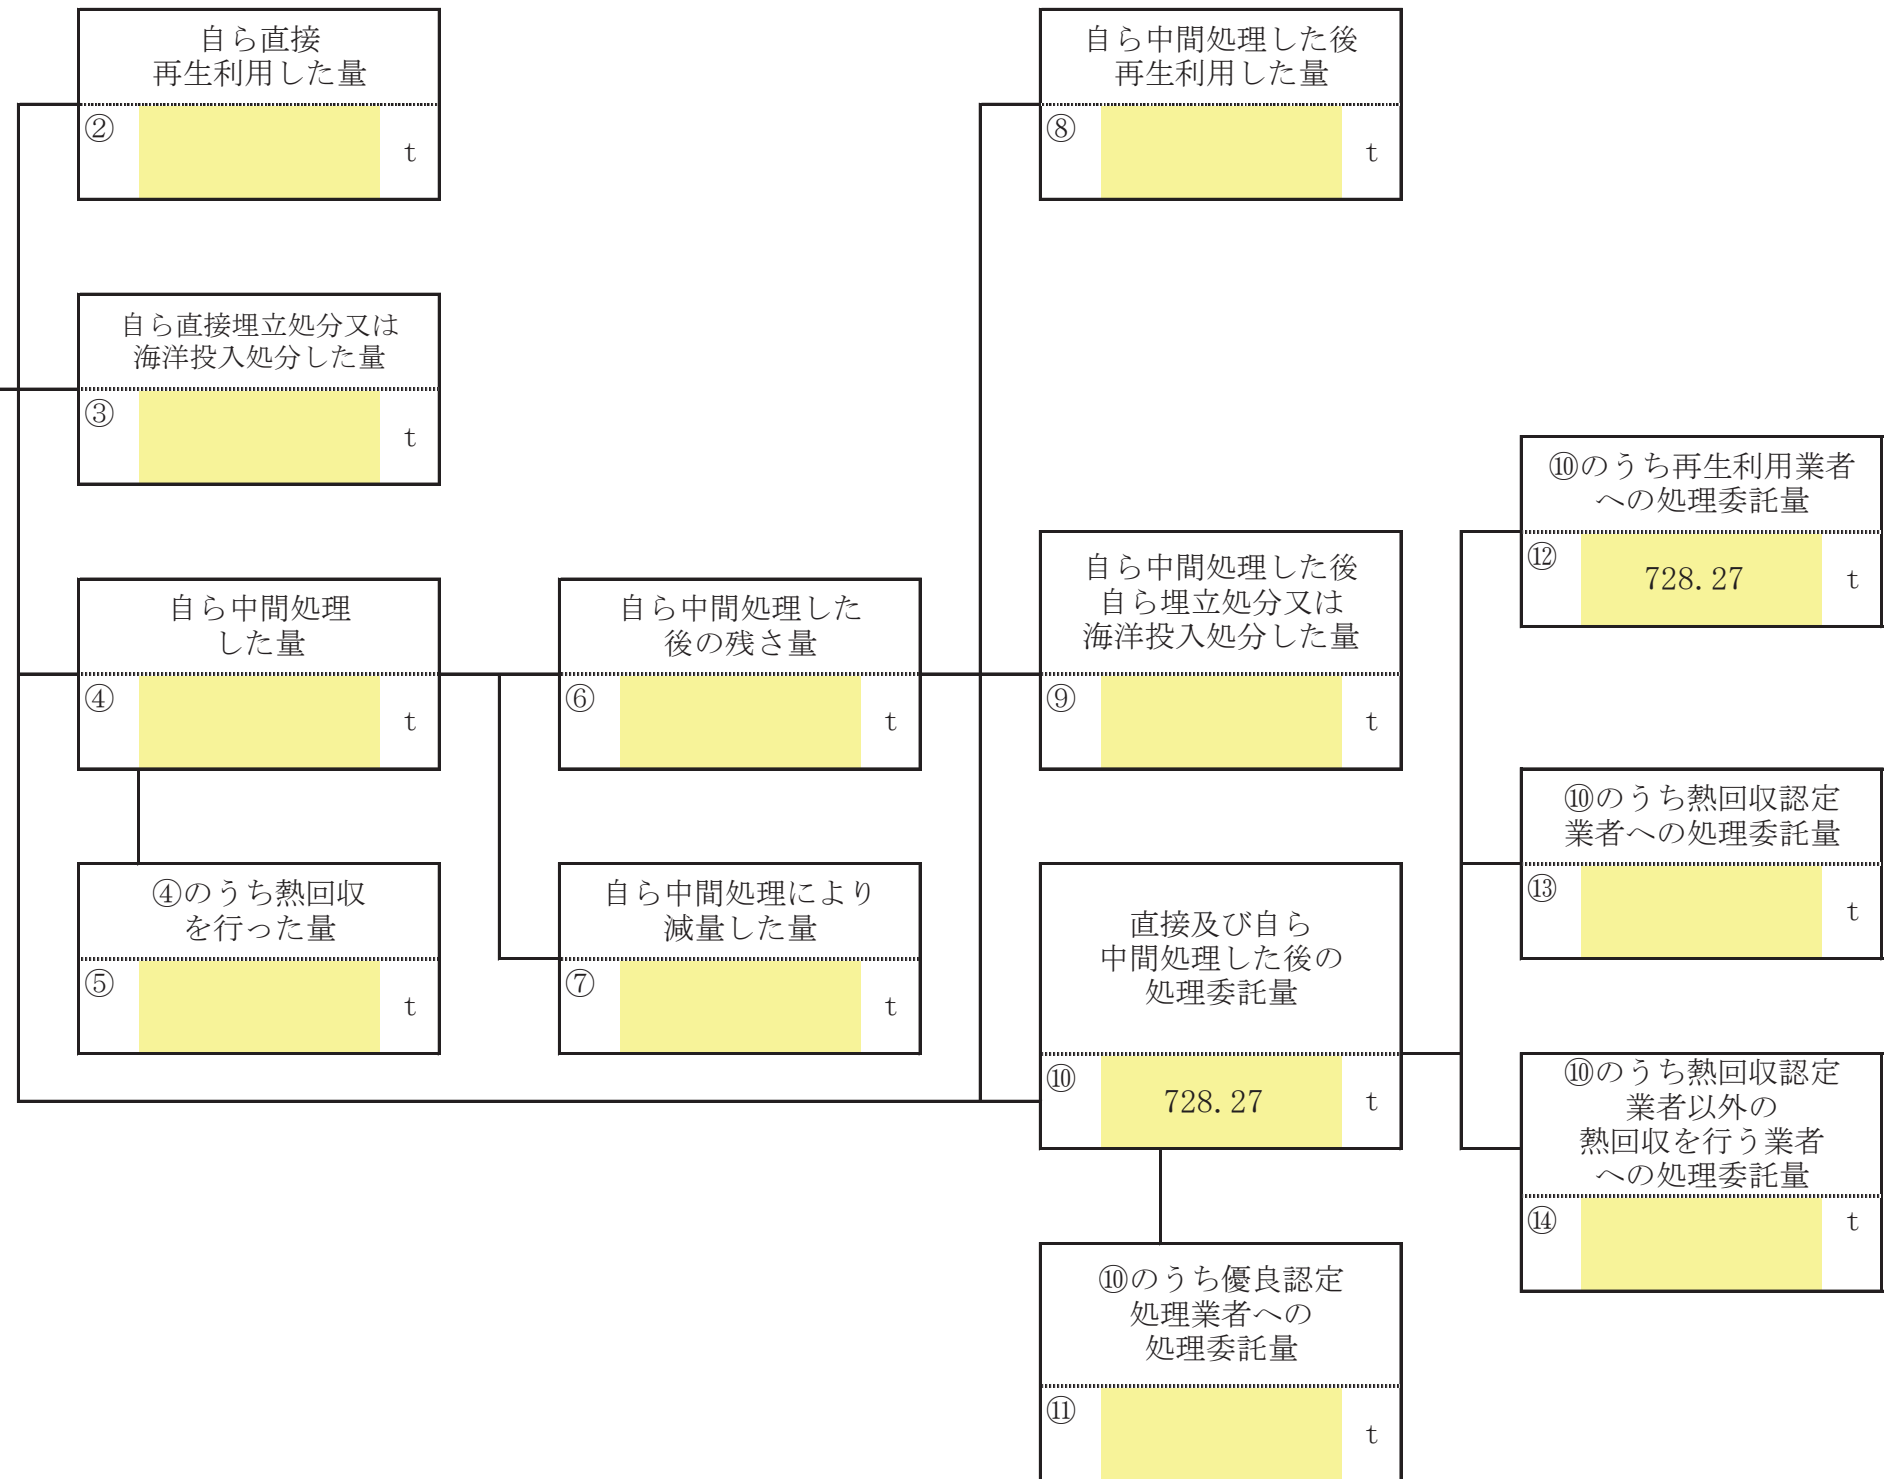 自ら直接
再生利用した量
②
t
自ら中間処理した後
再生利用した量
⑧
t
自ら直接埋立処分又は
海洋投入処分した量
③
t
⑩のうち再生利用業者
への処理委託量
⑫
728.27
t
自ら中間処理
した量
④
t
自ら中間処理した
後の残さ量
⑥
t
自ら中間処理した後
自ら埋立処分又は
海洋投入処分した量
⑨
t
⑩のうち熱回収認定
業者への処理委託量
⑬
t
④のうち熱回収
を行った量
⑤
t
自ら中間処理により
減量した量
⑦
t
直接及び自ら
中間処理した後の
処理委託量
⑩
728.27
t
⑩のうち熱回収認定
業者以外の
熱回収を行う業者
への処理委託量
⑭
t
⑩のうち優良認定
処理業者への
処理委託量
⑪
t